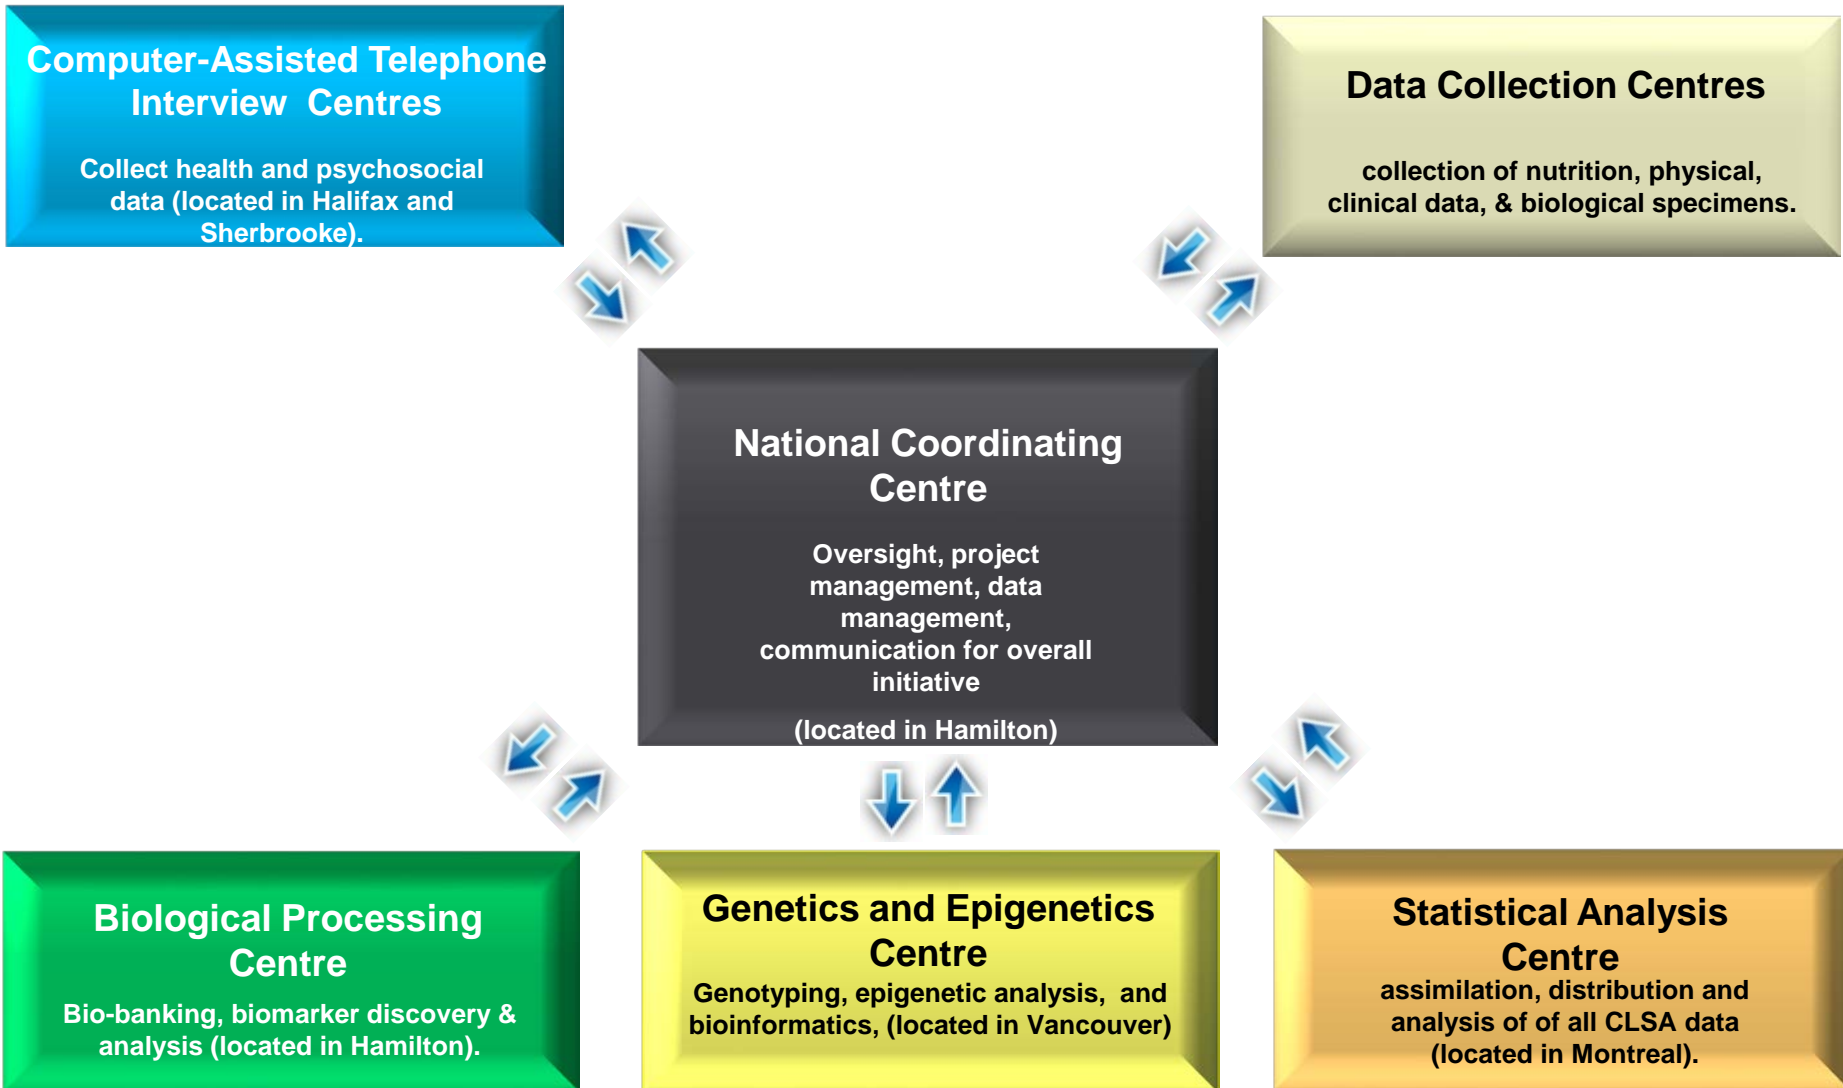 Computer-Assisted Telephone
Interview Centres
Collect health and psychosocial
data (located in Halifax and
Sherbrooke).
Data Collection Centres
collection of nutrition, physical,
clinical data, & biological specimens.
National Coordinating
Centre
Oversight, project
management, data
management,
communication for overall
initiative
(located in Hamilton)
Biological Processing
Centre
Bio-banking, biomarker discovery &
analysis (located in Hamilton).
Genetics and Epigenetics
Centre
Genotyping, epigenetic analysis, and
bioinformatics, (located in Vancouver)
Statistical Analysis
Centre
assimilation, distribution and
analysis of of all CLSA data
(located in Montreal).